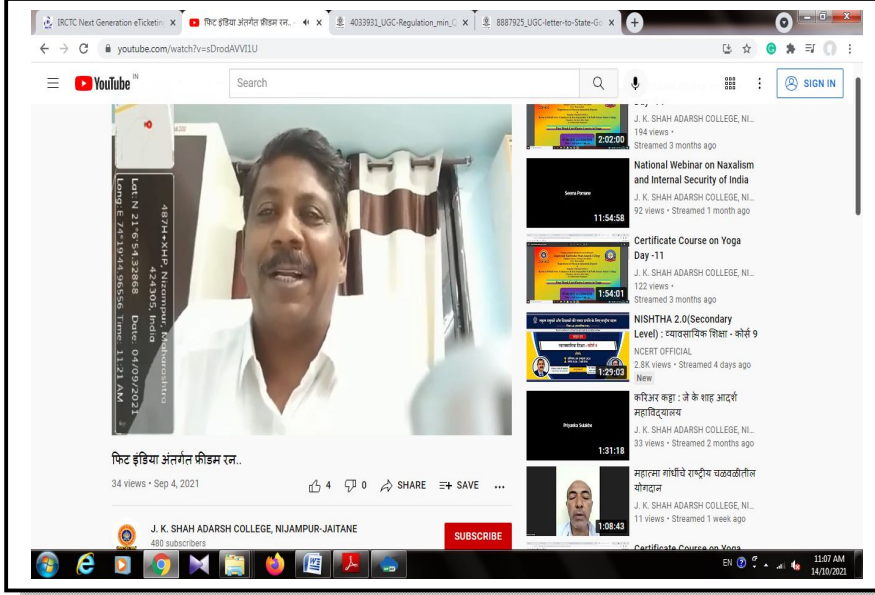 IRCTC Next Generation eTicketin
फिट इंडिया अंतर्गत फ्रीडम रन..
4033931_UGC-Regulation_min_Q
8887925_UGC-letter-to-State-Go
youtube.com/watch?v=sDrodAVVI1U
YouTube IN
Search
SIGN IN
487H+XHP, Nizampur, Maharashtra
424305, India
Lat: N 21°6'54.32868 Date: 04/09/2021
Long: E 74°19'44.96556 Time: 11:21 AM
फिट इंडिया अंतर्गत फ्रीडम रन..
34 views • Sep 4, 2021
4
0
SHARE
SAVE
J. K. SHAH ADARSH COLLEGE, NIJAMPUR-JAITANE
480 subscribers
SUBSCRIBE
2:02:00
J. K. SHAH ADARSH COLLEGE, NI...
194 views •
Streamed 3 months ago
Seema Pomane
11:54:58
National Webinar on Naxalism
and Internal Security of India
J. K. SHAH ADARSH COLLEGE, NI...
92 views • Streamed 1 month ago
1:54:01
Certificate Course on Yoga
Day -11
J. K. SHAH ADARSH COLLEGE, NI...
122 views •
Streamed 3 months ago
1:29:03
NISHTHA 2.0(Secondary
Level) : व्यावसायिक शिक्षा - कोर्स 9
NCERT OFFICIAL
2.8K views • Streamed 4 days ago
New
Priyanka Sulakhe
1:31:18
करिअर कट्टा : जे के शाह आदर्श
महाविद्यालय
J. K. SHAH ADARSH COLLEGE, NI...
33 views • Streamed 2 months ago
1:08:43
महात्मा गांधींचे राष्ट्रीय चळवळीतील
योगदान
J. K. SHAH ADARSH COLLEGE, NI...
11 views • Streamed 1 week ago
Certificate Course on Yoga
EN
11:07 AM
14/10/2021